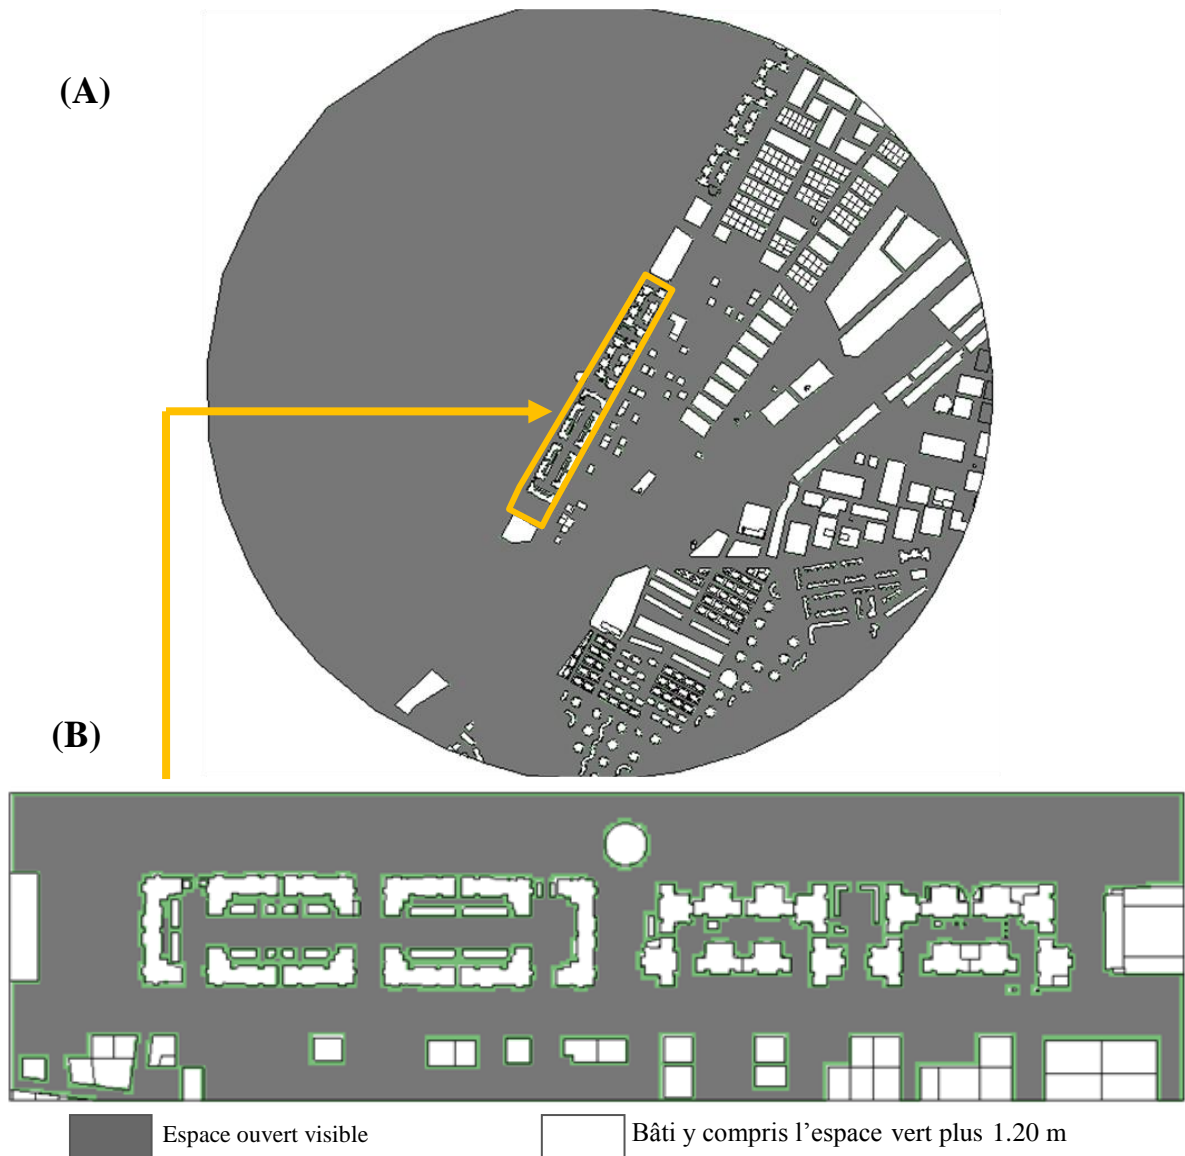 (A)
(B)
Espace ouvert visible
Bâti y compris l’espace vert plus 1.20 m